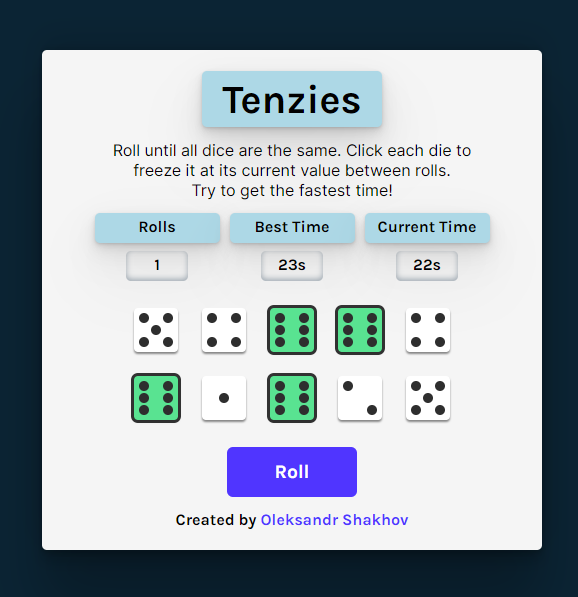 Tenzies
Roll until all dice are the same. Click each die to
freeze it at its current value between rolls.
Try to get the fastest time!
Rolls
Best Time
Current Time
1
23s
22s
Roll
Created by Oleksandr Shakhov